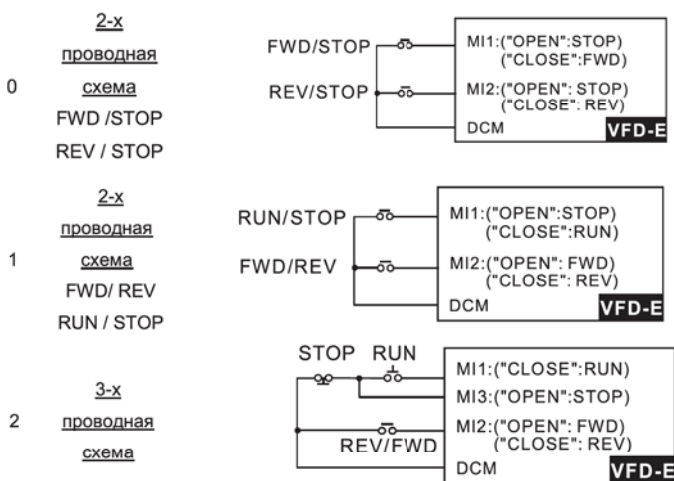 0
2-х
проводная
схема
FWD /STOP
REV / STOP
FWD/STOP
REV/STOP
MI1:("OPEN":STOP)
("CLOSE":FWD)
MI2:("OPEN": STOP)
("CLOSE": REV)
DCM
VFD-E
1
2-х
проводная
схема
FWD/ REV
RUN / STOP
RUN/STOP
FWD/REV
MI1:("OPEN":STOP)
("CLOSE":RUN)
MI2:("OPEN": FWD)
("CLOSE": REV)
DCM
VFD-E
2
3-х
проводная
схема
STOP RUN
REV/FWD
MI1:("CLOSE":RUN)
MI3:("OPEN":STOP)
MI2:("OPEN": FWD)
("CLOSE": REV)
DCM
VFD-E